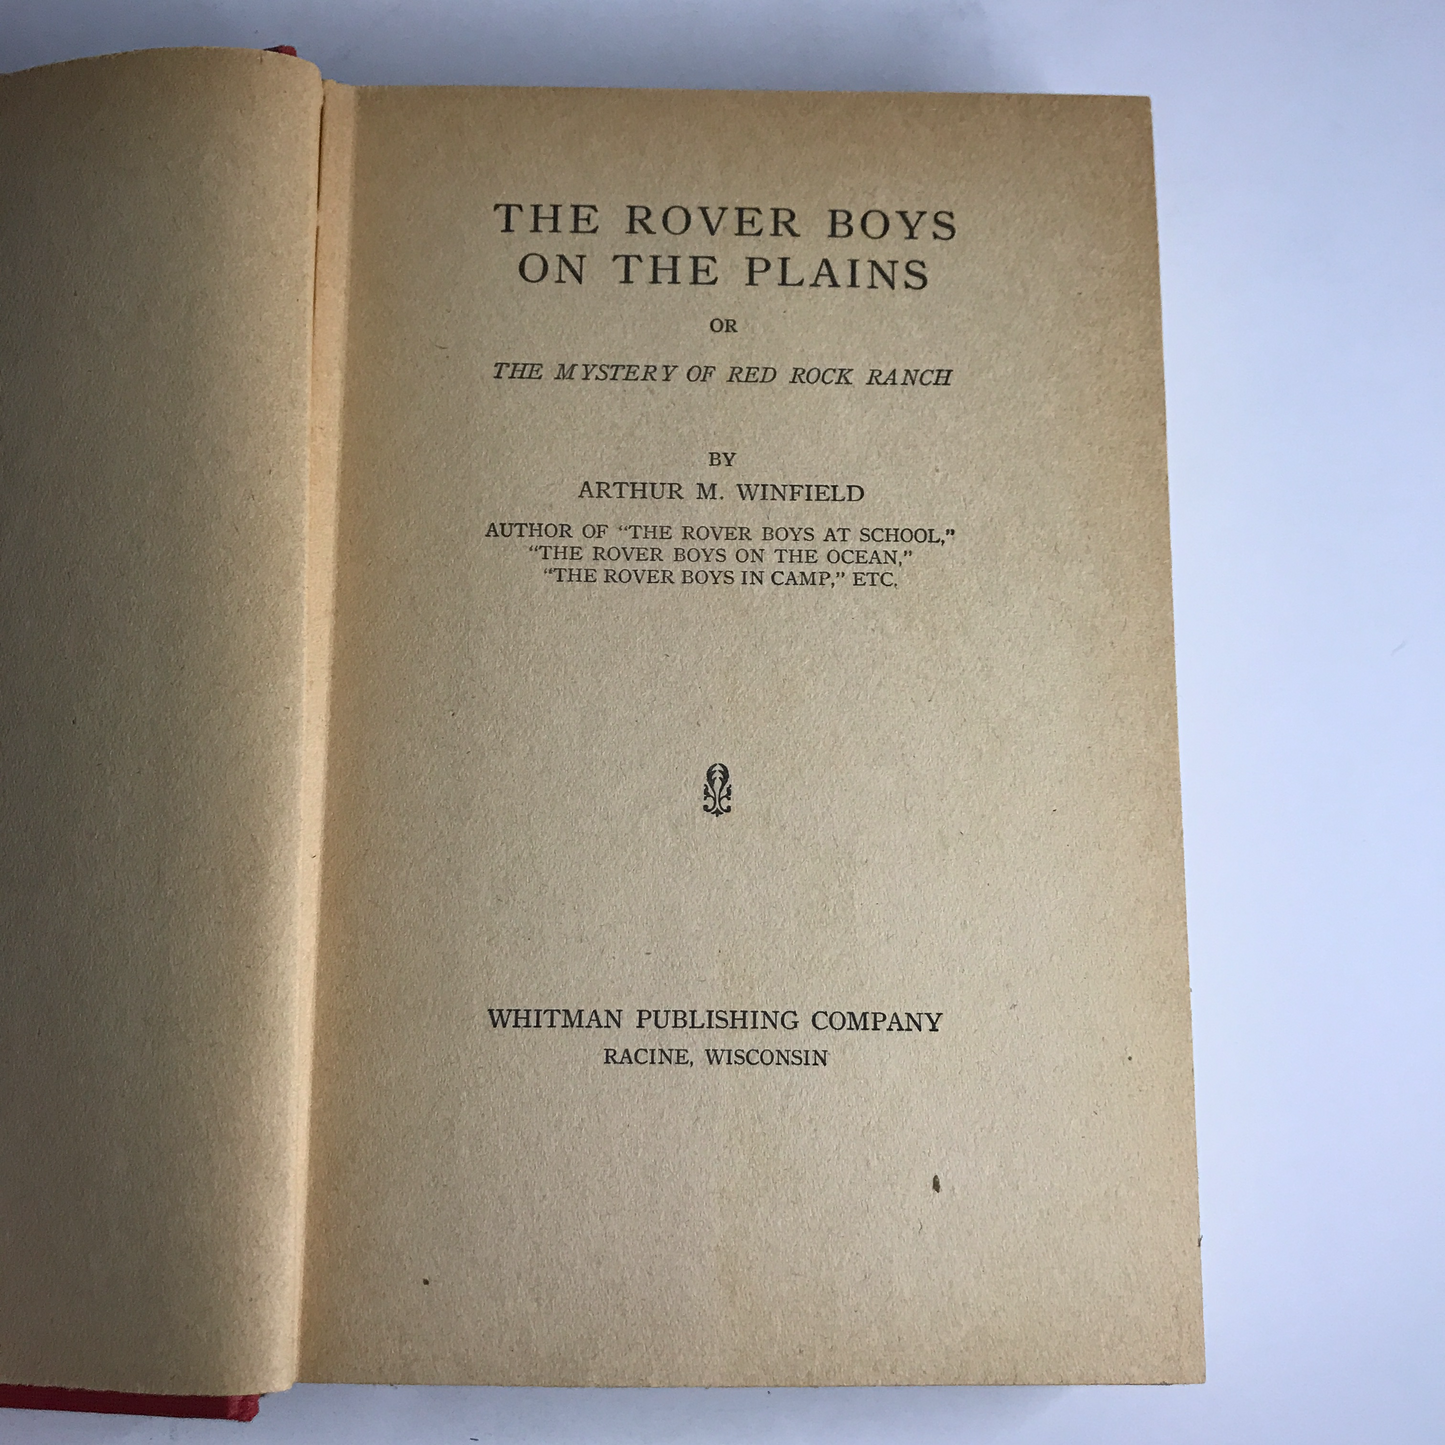 THE ROVER BOYS
ON THE PLAINS
OR
THE MYSTERY OF RED ROCK RANCH
BY
ARTHUR M. WINFIELD
AUTHOR OF "THE ROVER BOYS AT SCHOOL,"
"THE ROVER BOYS ON THE OCEAN,"
"THE ROVER BOYS IN CAMP," ETC.
WHITMAN PUBLISHING COMPANY
RACINE, WISCONSIN